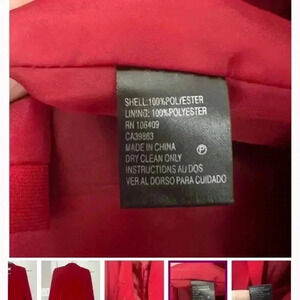 SHELL:100%POLYESTER
LINING: 100%POLYESTER
RN 106409
CA39863
MADE IN CHINA
DRY CLEAN ONLY
INSTRUCTIONS AU DOS
VER AL DORSO PARA CUIDADO
P